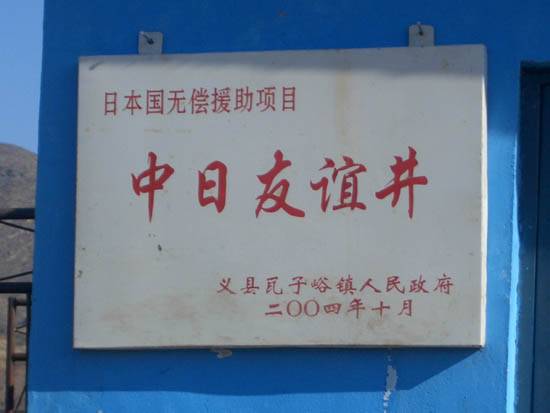 日本国无偿援助项目
中日友谊井
义县瓦子峪镇人民政府
二〇〇四年十月